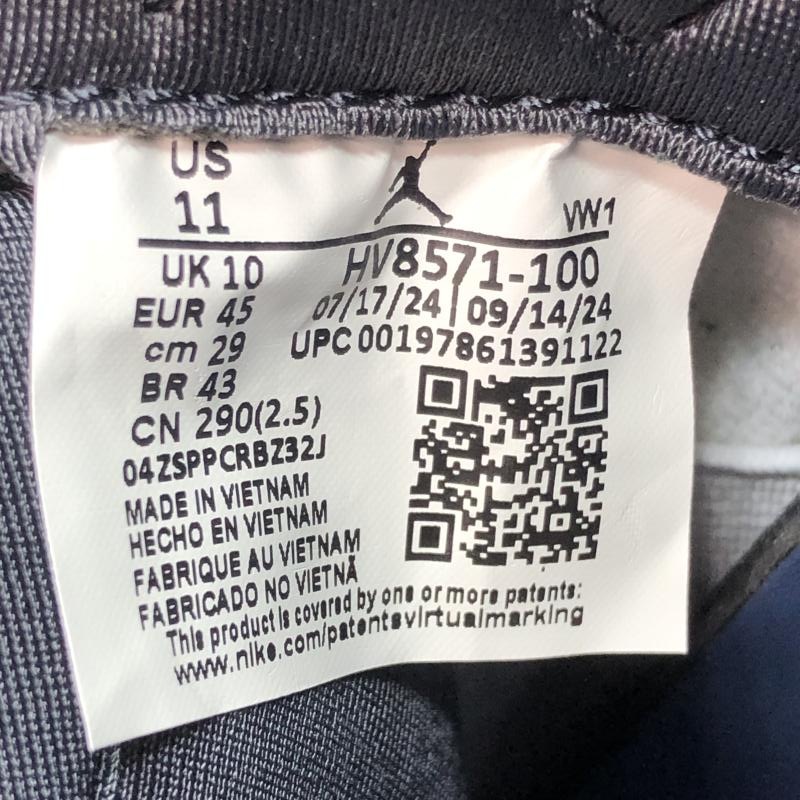 US
11
VW1
UK 10
HV8571-100
EUR 45
07/17/24|09/14/24
cm 29
UPC 00197861391122
BR 43
CN 290(2.5)
04ZSPPCRBZ32J
MADE IN VIETNAM
HECHO EN VIETNAM
FABRIQUE AU VIETNAM
FABRICADO NO VIETNÃ
This product is covered by one or more patents:
www.nike.com/patentsvirtualmarking